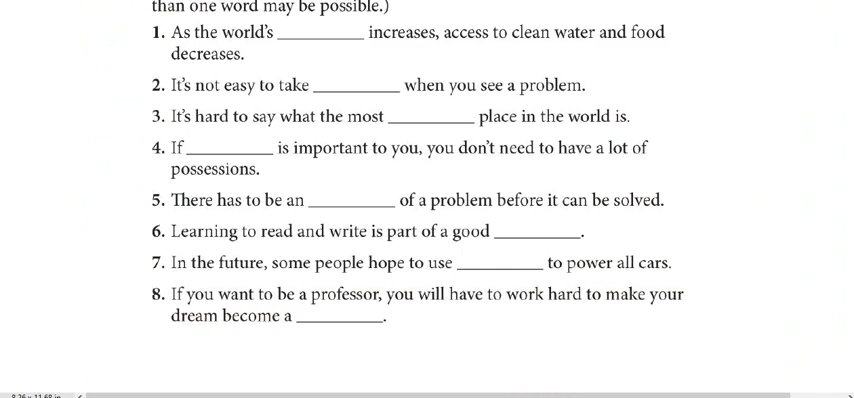 than one word may be possible.)
1. As the world's __________ increases, access to clean water and food
decreases.
2. It's not easy to take __________ when you see a problem.
3. It's hard to say what the most __________ place in the world is.
4. If __________ is important to you, you don't need to have a lot of
possessions.
5. There has to be an __________ of a problem before it can be solved.
6. Learning to read and write is part of a good __________.
7. In the future, some people hope to use __________ to power all cars.
8. If you want to be a professor, you will have to work hard to make your
dream become a __________.
8.26 x 11.68 in